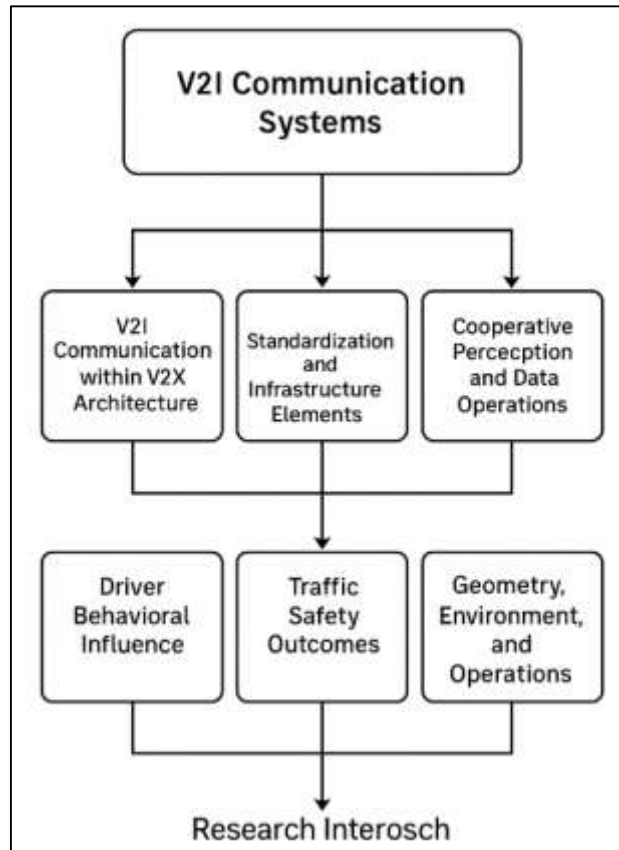 V2I Communication
Systems
V2I
Communication
within V2X
Architecture
Standardization
and
Infrastructure
Elements
Cooperative
Percecption
and Data
Operations
Driver
Behavioral
Influence
Traffic
Safety
Outcomes
Geometry,
Environment,
and
Operations
Research Interosch